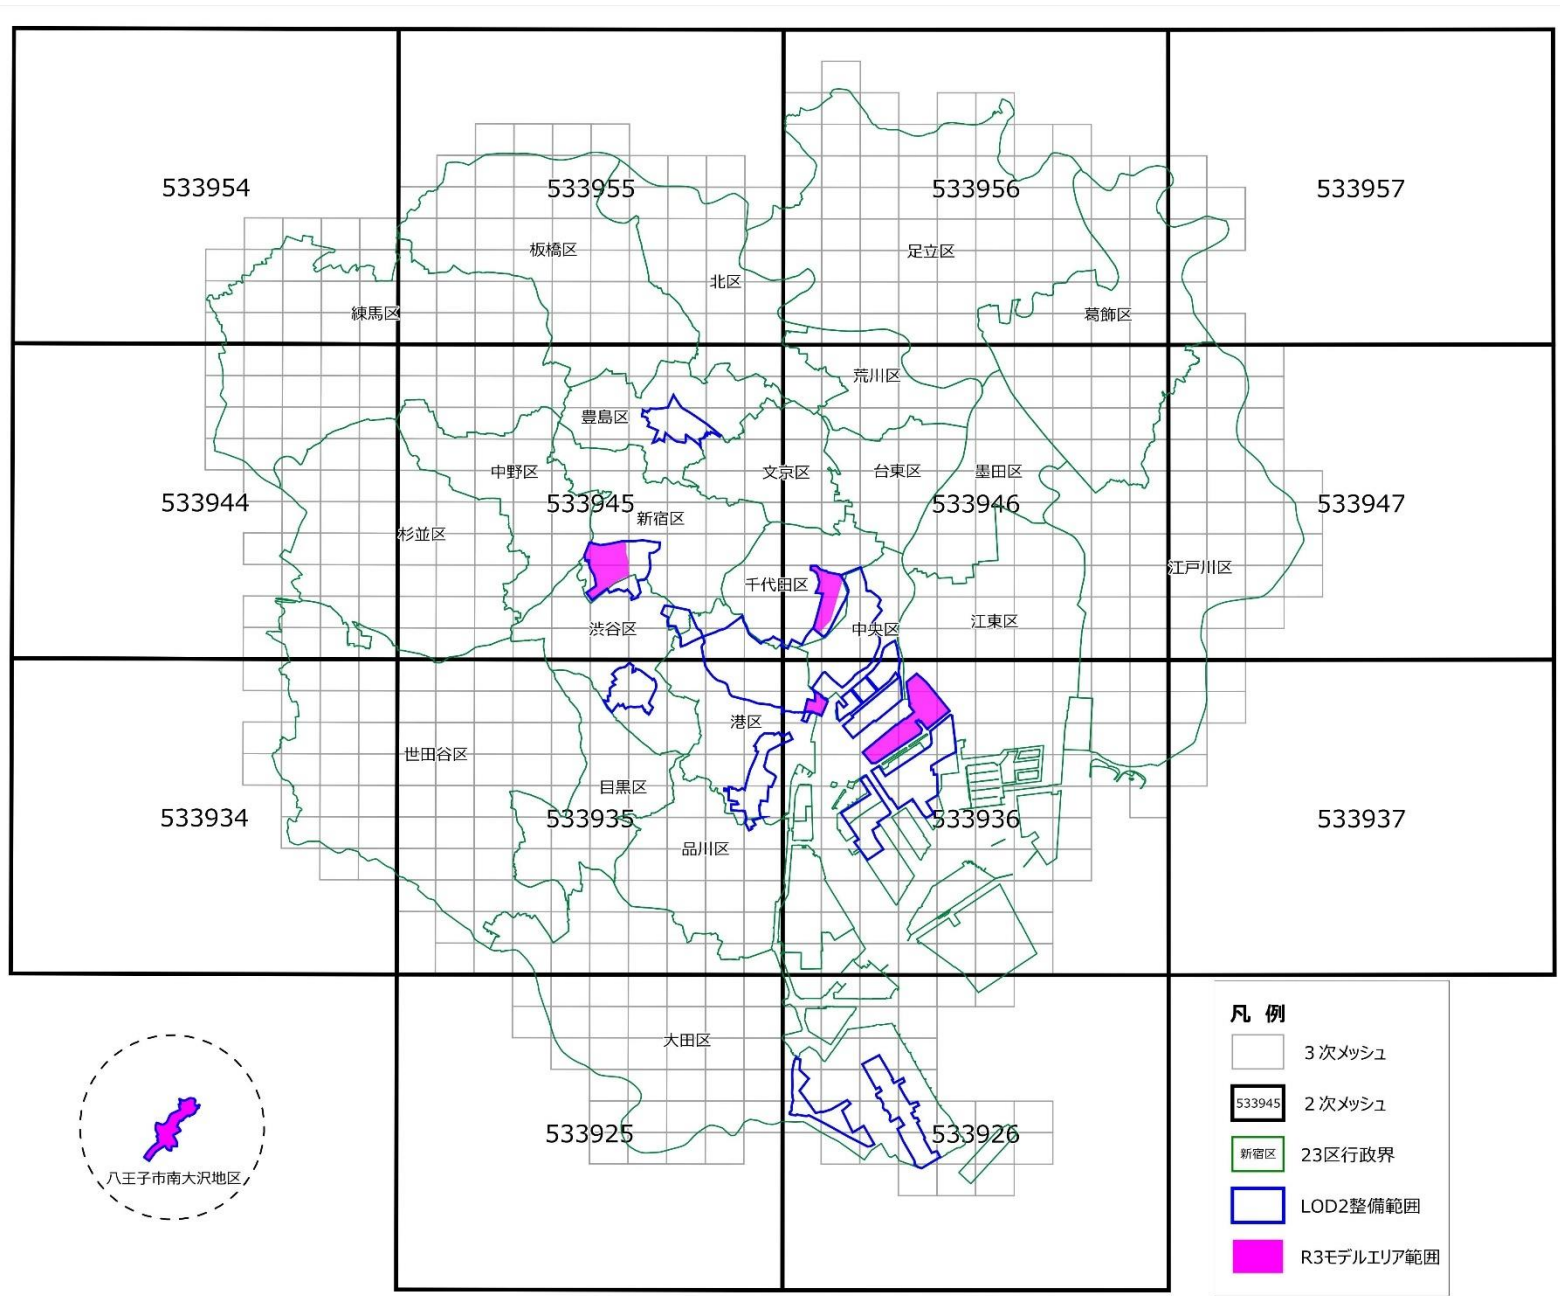 533954
533955
533956
533957
板橋区
足立区
北区
練馬区
葛飾区
荒川区
豊島区
中野区
文京区
台東区
墨田区
533944
533945
533946
533947
新宿区
杉並区
江戸川区
千代田区
渋谷区
中央区
江東区
港区
世田谷区
目黒区
533934
533935
533936
533937
品川区
大田区
533925
533926
八王子市南大沢地区
凡 例
3次メッシュ
533945
2次メッシュ
新宿区
23区行政界
LOD2整備範囲
R3モデルエリア範囲